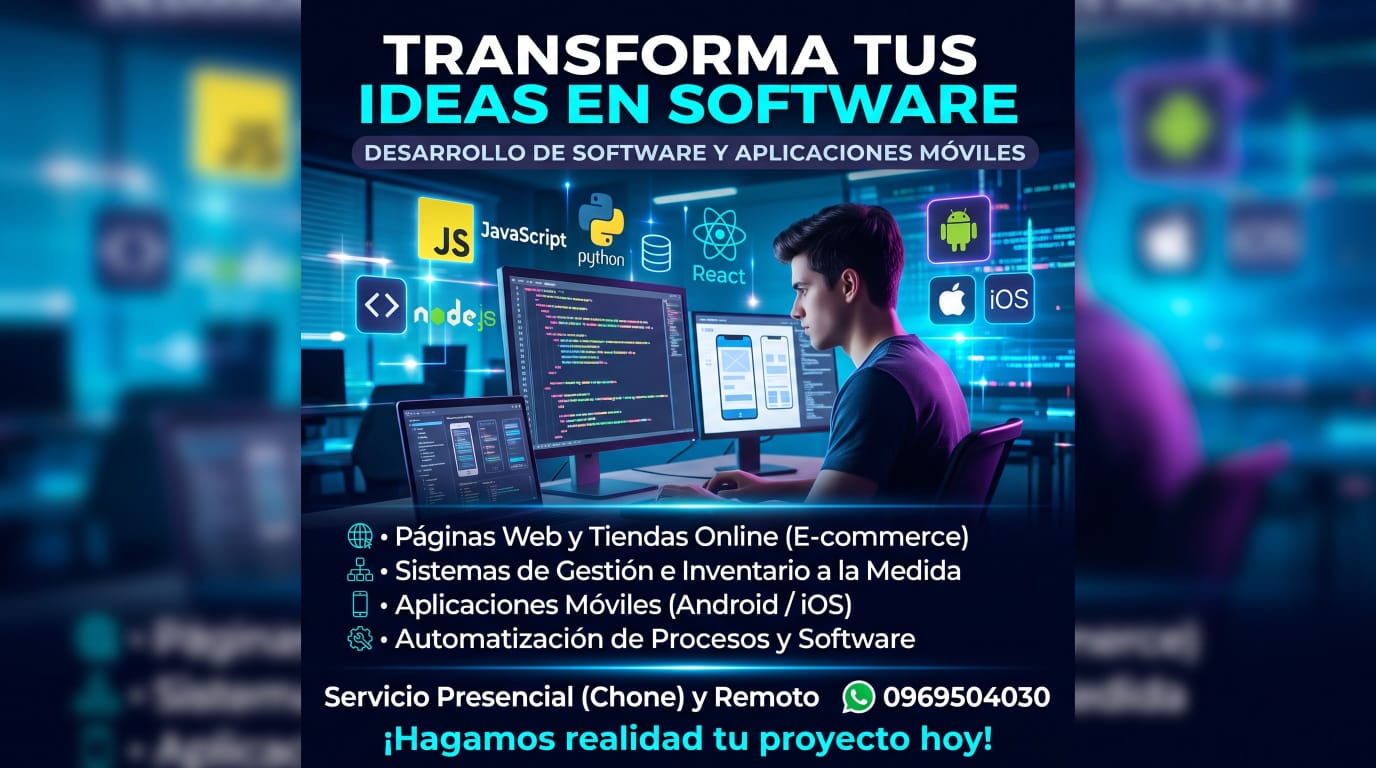 TRANSFORMA TUS
IDEAS EN SOFTWARE
DESARROLLO DE SOFTWARE Y APLICACIONES MÓVILES
JS
JavaScript
python
React
nodejs
iOS
• Páginas Web y Tiendas Online (E-commerce)
• Sistemas de Gestión e Inventario a la Medida
• Aplicaciones Móviles (Android / iOS)
• Automatización de Procesos y Software
Servicio Presencial (Chone) y Remoto 0969504030
¡Hagamos realidad tu proyecto hoy!